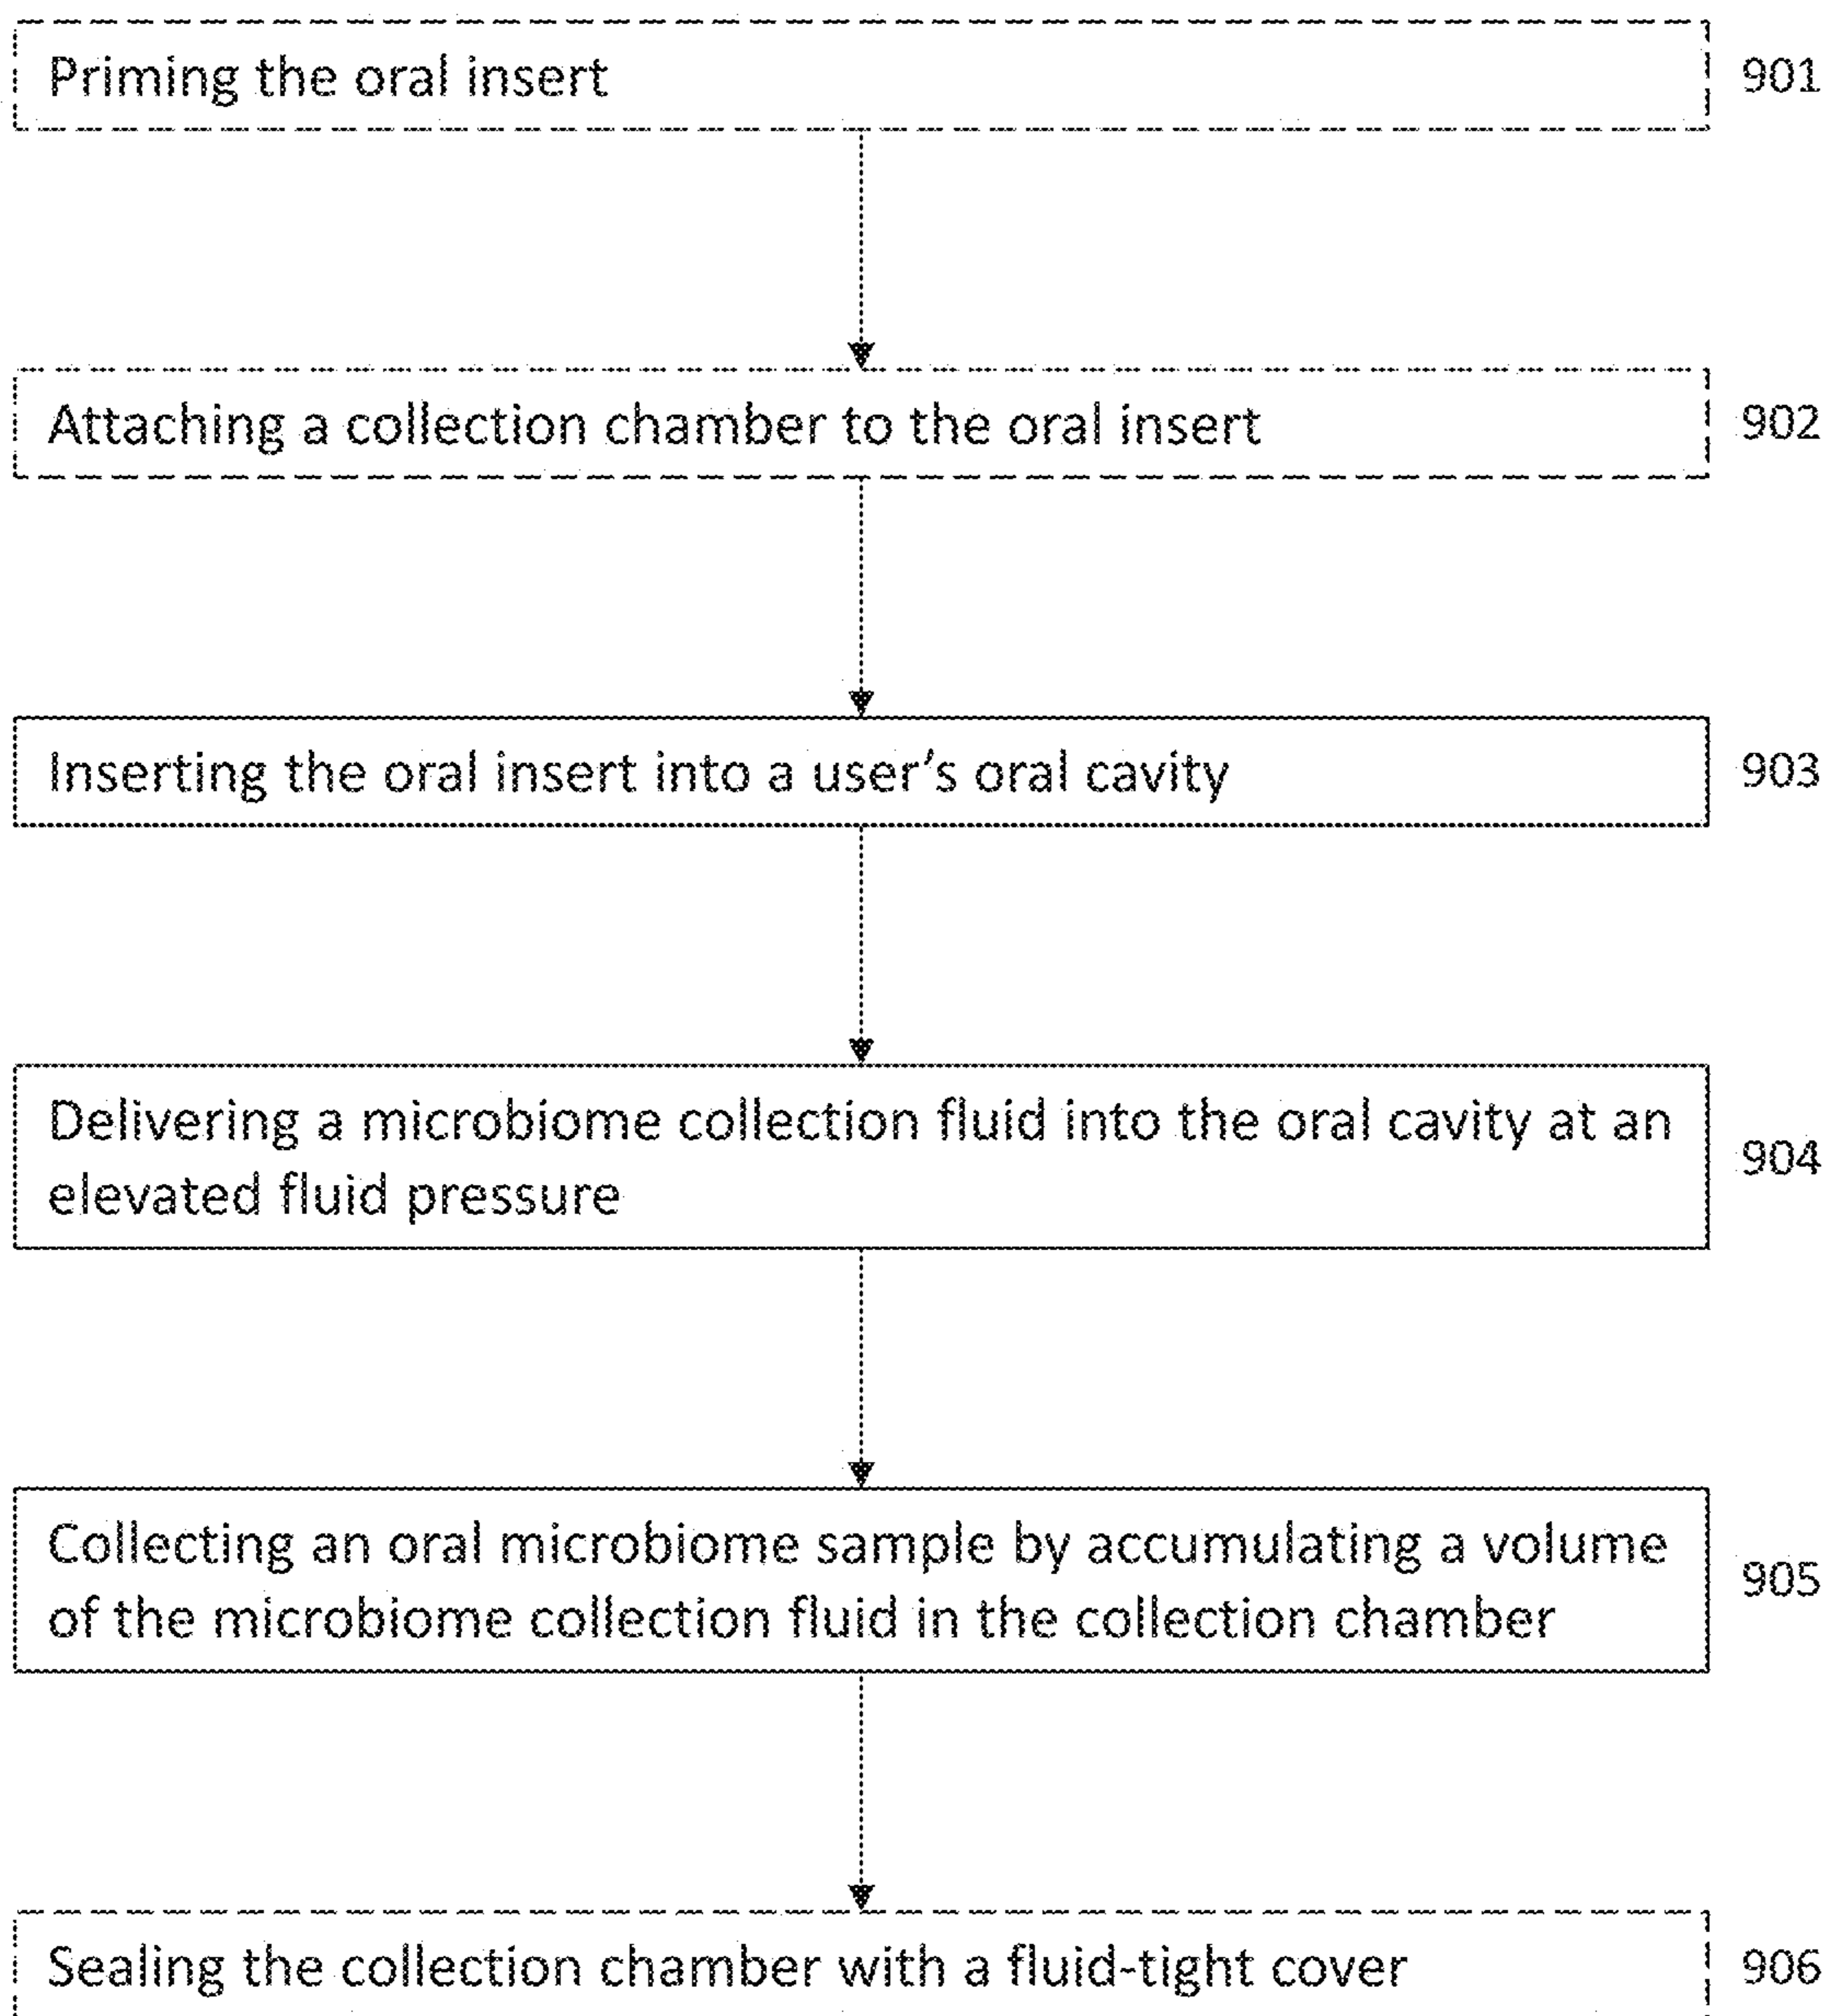 Priming the oral insert 901
Attaching a collection chamber to the oral insert 902
Inserting the oral insert into a user's oral cavity 903
Delivering a microbiome collection fluid into the oral cavity at an
elevated fluid pressure
904
Collecting an oral microbiome sample by accumulating a volume
of the microbiome collection fluid in the collection chamber
905
Sealing the collection chamber with a fluid-tight cover 906